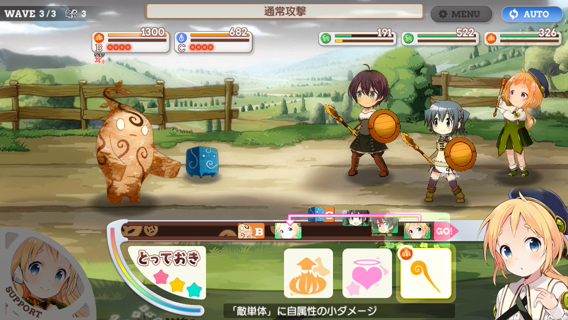 WAVE 3/3 3
通常攻撃
MENU
AUTO
1300
B
682
C
191
522
326
B
C
GO!
とっておき
SUPPORT
「敵単体」に自属性の小ダメージ